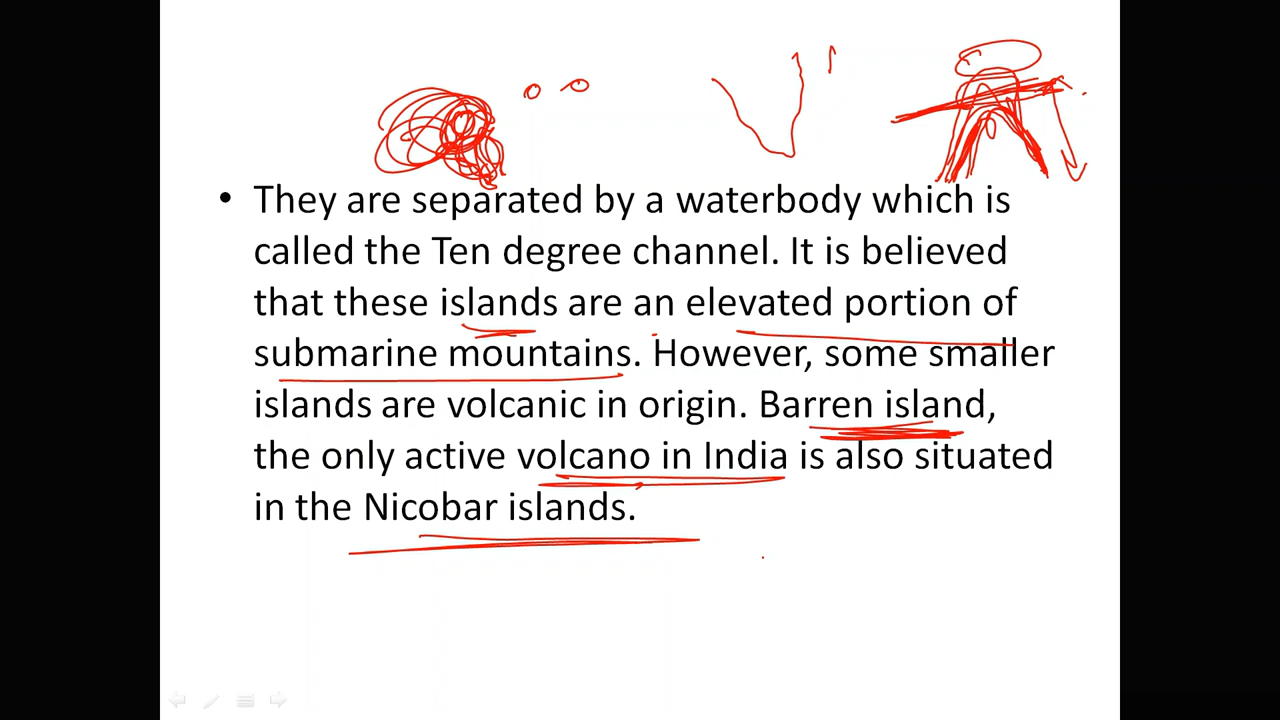 • They are separated by a waterbody which is
called the Ten degree channel. It is believed
that these islands are an elevated portion of
submarine mountains. However, some smaller
islands are volcanic in origin. Barren island,
the only active volcano in India is also situated
in the Nicobar islands.